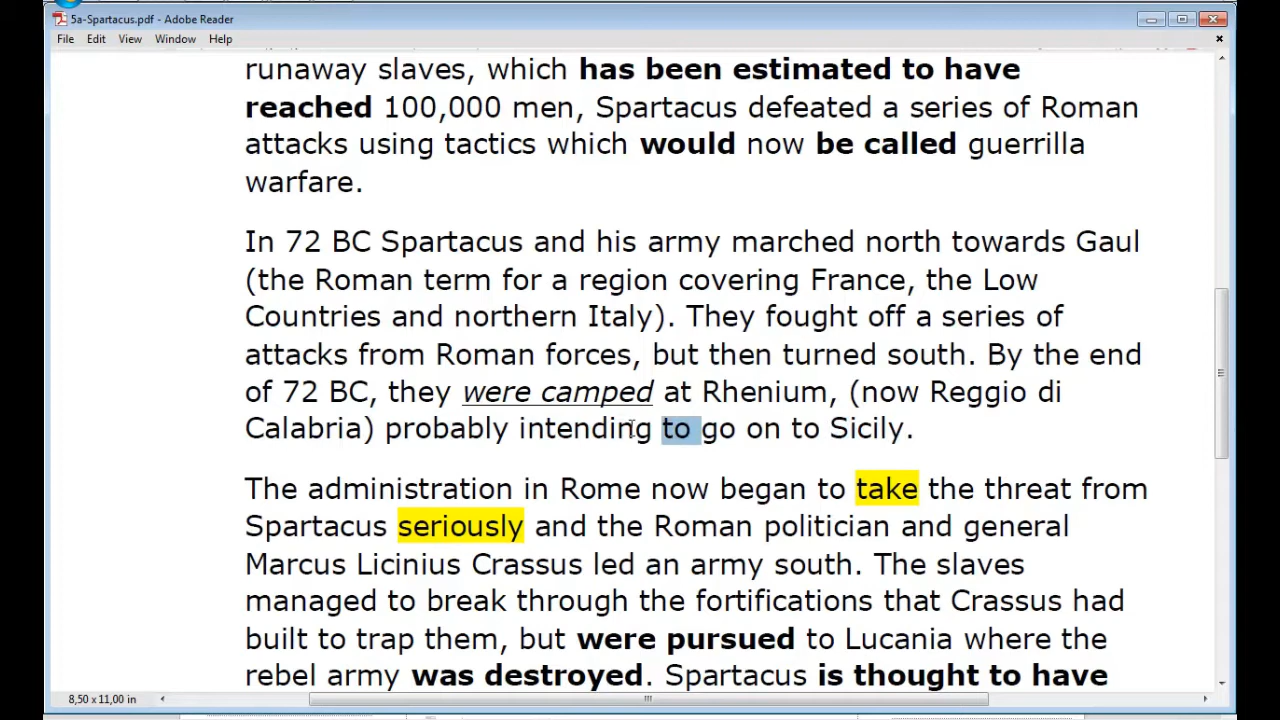 5a-Spartacus.pdf - Adobe Reader
File Edit View Window Help
runaway slaves, which has been estimated to have
reached 100,000 men, Spartacus defeated a series of Roman
attacks using tactics which would now be called guerrilla
warfare.
In 72 BC Spartacus and his army marched north towards Gaul
(the Roman term for a region covering France, the Low
Countries and northern Italy). They fought off a series of
attacks from Roman forces, but then turned south. By the end
of 72 BC, they were camped at Rhenium, (now Reggio di
Calabria) probably intending to go on to Sicily.
The administration in Rome now began to take the threat from
Spartacus seriously and the Roman politician and general
Marcus Licinius Crassus led an army south. The slaves
managed to break through the fortifications that Crassus had
built to trap them, but were pursued to Lucania where the
rebel army was destroyed. Spartacus is thought to have
8,50 x 11,00 in